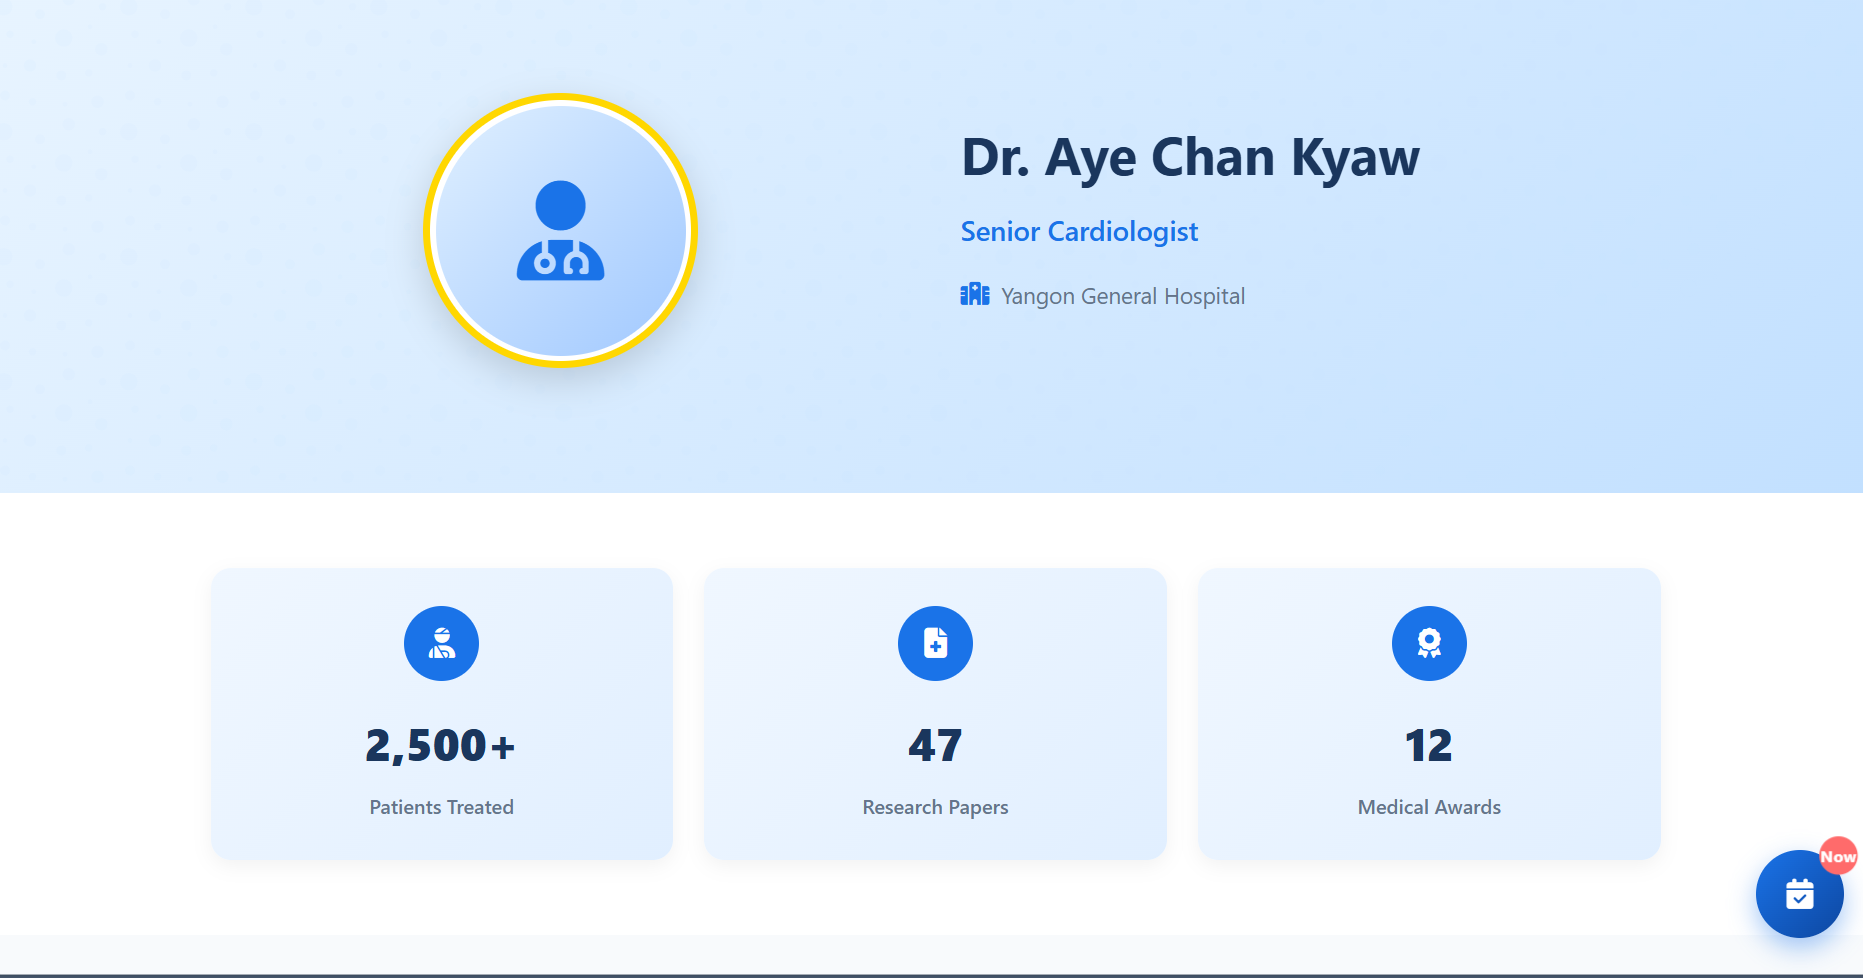 Dr. Aye Chan Kyaw
Senior Cardiologist
Yangon General Hospital
2,500+
Patients Treated
47
Research Papers
12
Medical Awards
Now